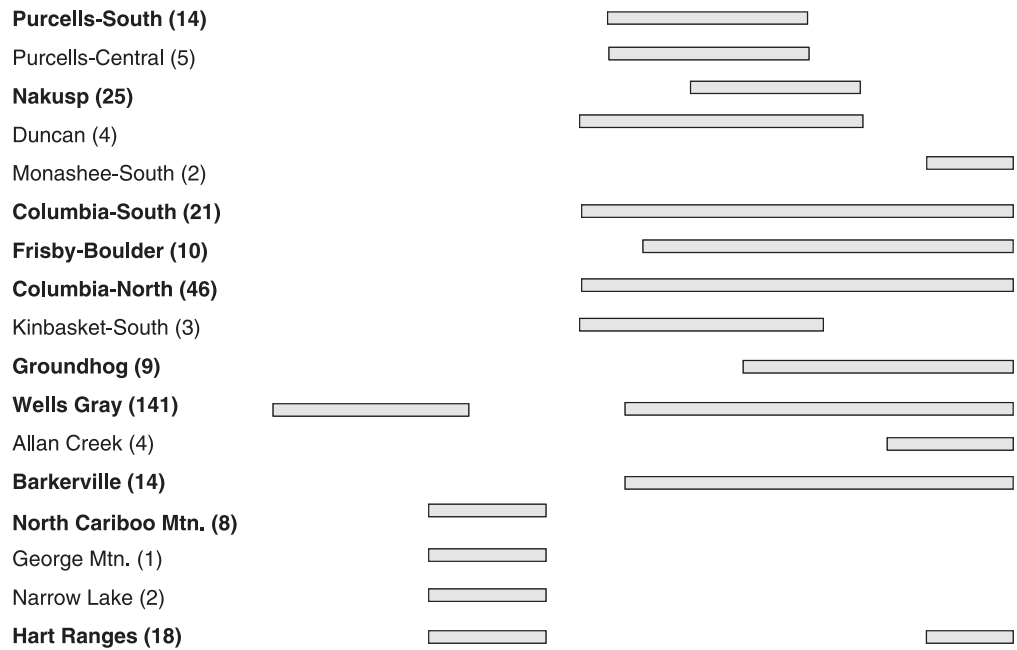 Purcells-South (14)
Purcells-Central (5)
Nakusp (25)
Duncan (4)
Monashee-South (2)
Columbia-South (21)
Frisby-Boulder (10)
Columbia-North (46)
Kinbasket-South (3)
Groundhog (9)
Wells Gray (141)
Allan Creek (4)
Barkerville (14)
North Cariboo Mtn. (8)
George Mtn. (1)
Narrow Lake (2)
Hart Ranges (18)